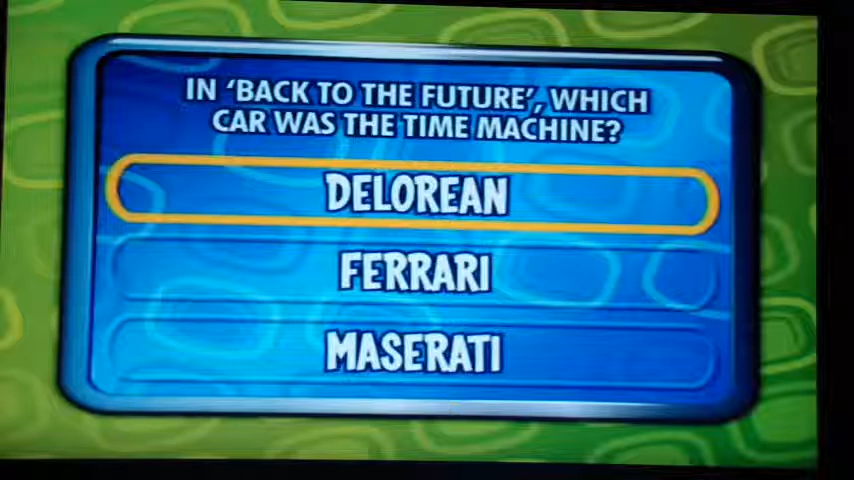 IN ‘BACK TO THE FUTURE’, WHICH
CAR WAS THE TIME MACHINE?
DELOREAN
FERRARI
MASERATI